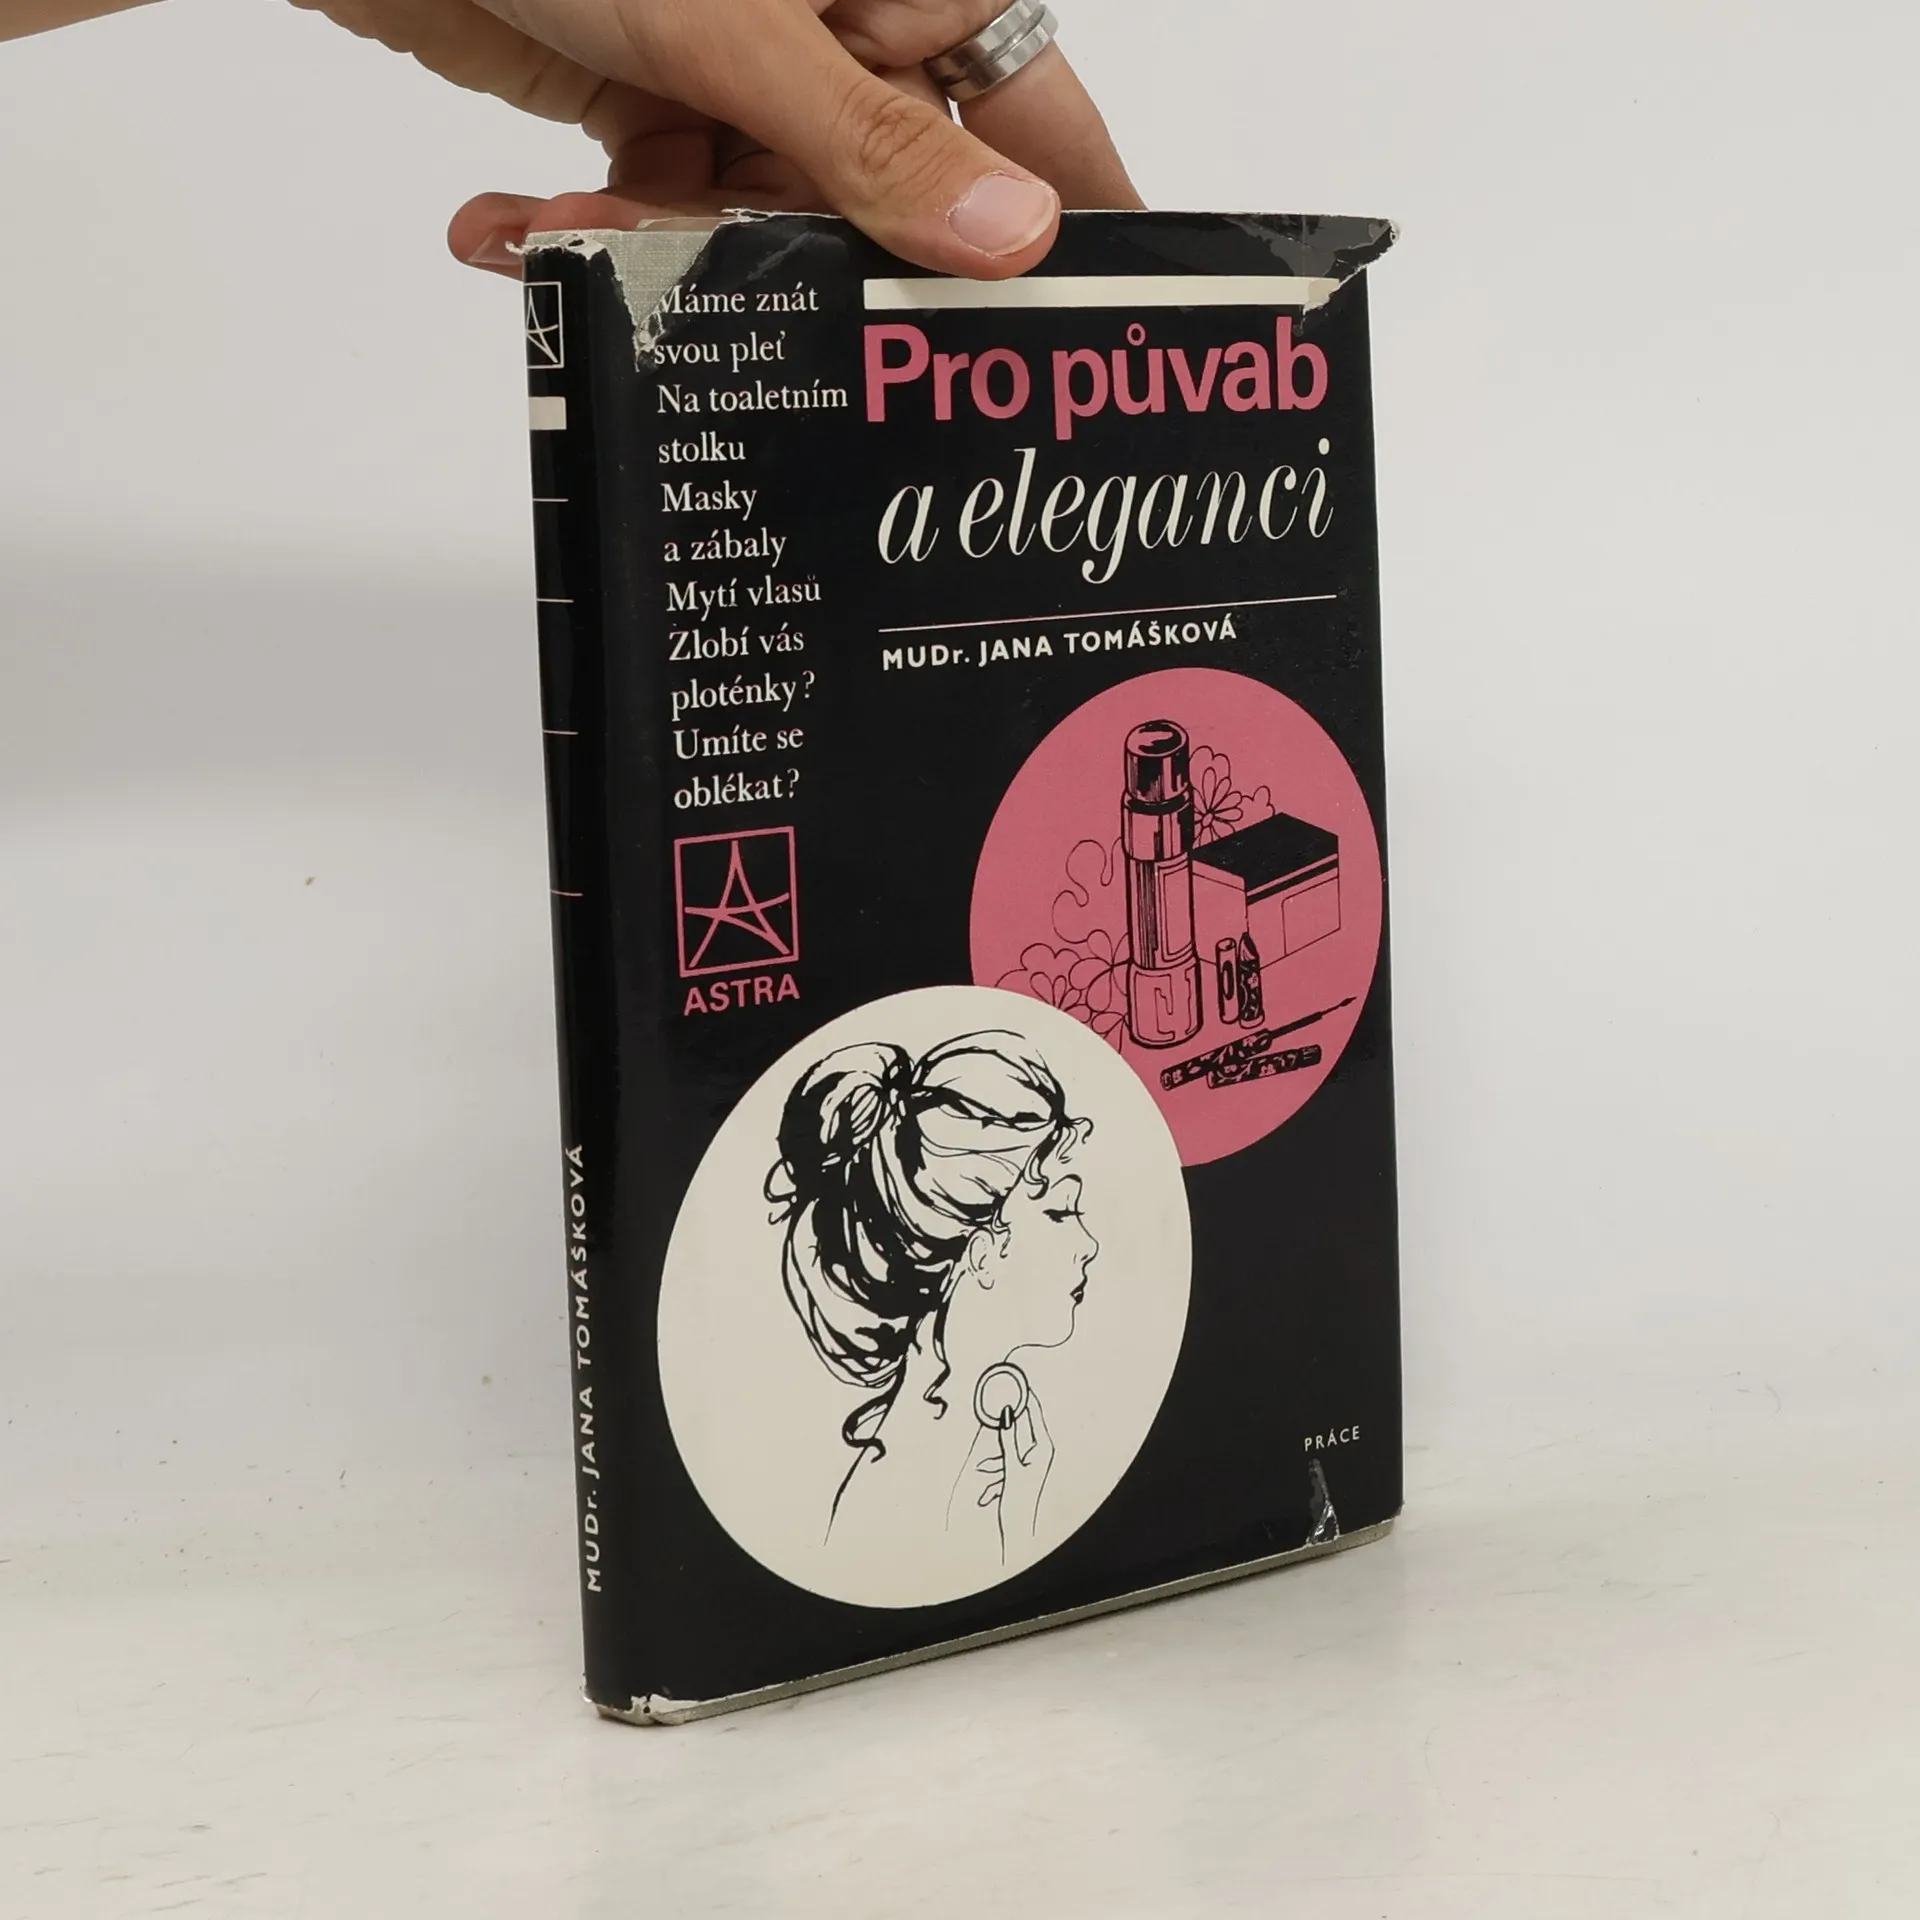 Máme znát
svou pleť
Na toaletním
stolku
Masky
a zábaly
Mytí vlasů
Zlobí vás
ploténky?
Umíte se
oblékat?
ASTRA
Pro půvab
a eleganci
MUDr. JANA TOMÁŠKOVÁ
PRÁCE
MUDr. JANA TOMÁŠKOVÁ